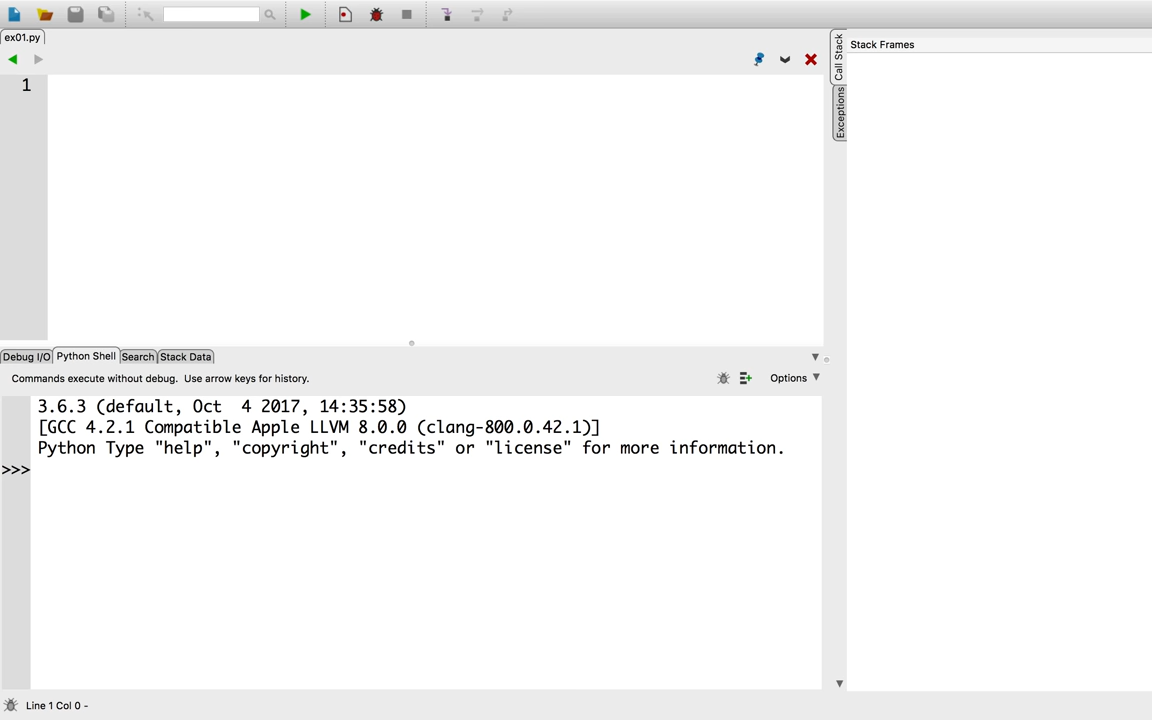 ex01.py
Call Stack
Stack Frames
Exceptions
1
Debug I/O Python Shell Search Stack Data
Commands execute without debug. Use arrow keys for history.
Options
3.6.3 (default, Oct  4 2017, 14:35:58)
[GCC 4.2.1 Compatible Apple LLVM 8.0.0 (clang-800.0.42.1)]
Python Type "help", "copyright", "credits" or "license" for more information.
>>>
Line 1 Col 0 -